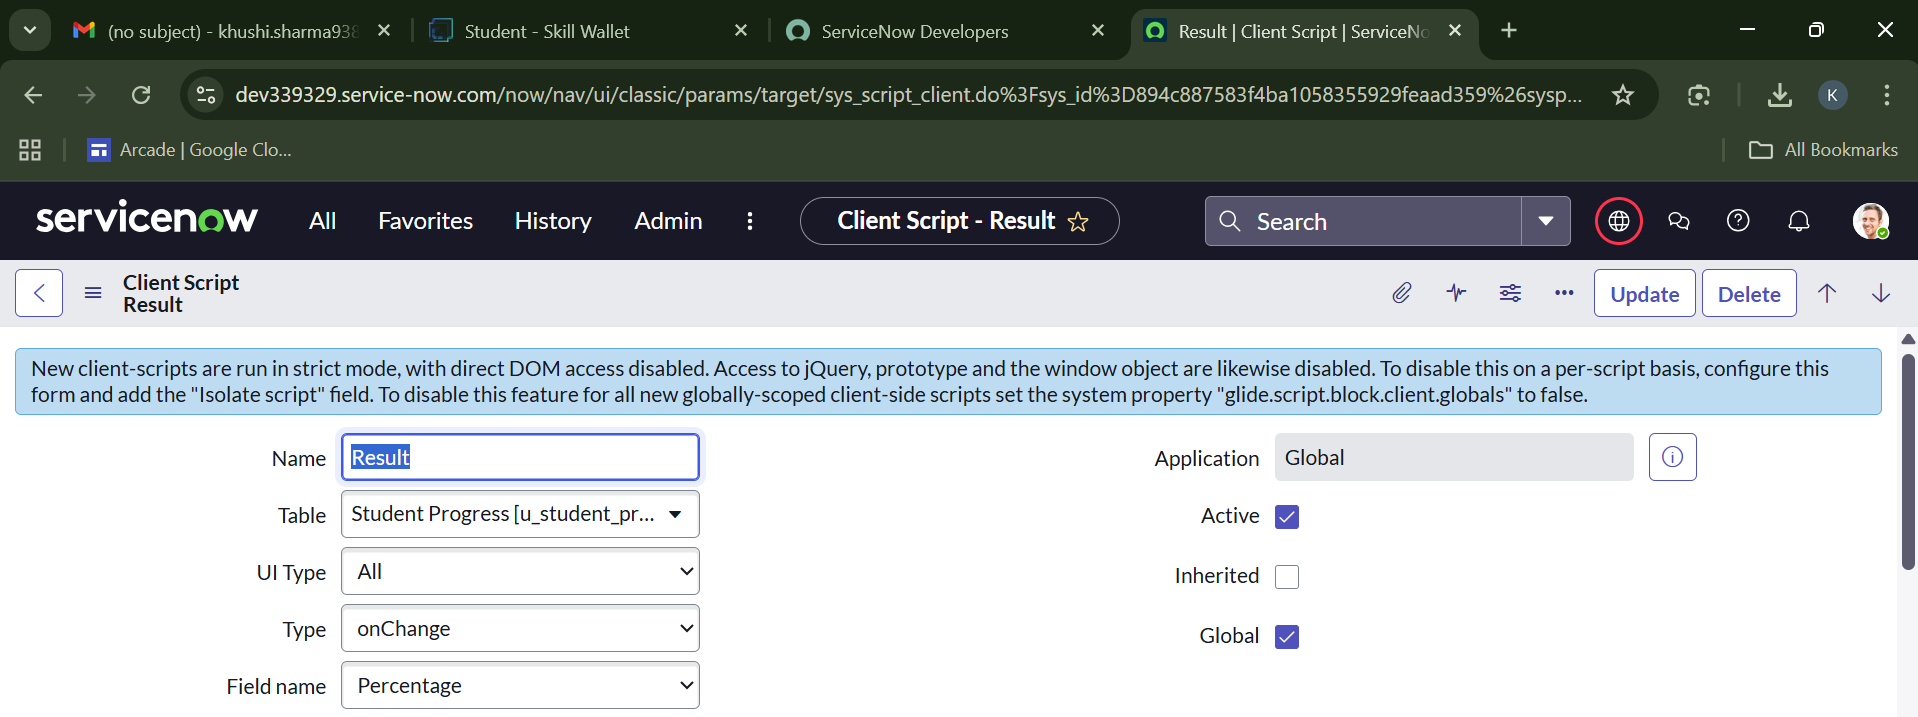 (no subject) - khushi.sharma938
Student - Skill Wallet
ServiceNow Developers
Result | Client Script | ServiceNo
dev339329.service-now.com/now/nav/ui/classic/params/target/sys_script_client.do%3Fsys_id%3D894c887583f4ba1058355929feaad359%26sysp...
K
Arcade | Google Clo...
All Bookmarks
servicenow
All
Favorites
History
Admin
Client Script - Result
Search
Client Script
Result
Update
Delete
New client-scripts are run in strict mode, with direct DOM access disabled. Access to jQuery, prototype and the window object are likewise disabled. To disable this on a per-script basis, configure this
form and add the "Isolate script" field. To disable this feature for all new globally-scoped client-side scripts set the system property "glide.script.block.client.globals" to false.
Name Result
Application Global
Table Student Progress [u_student_pr...
Active
UI Type All
Inherited
Type onChange
Global
Field name Percentage